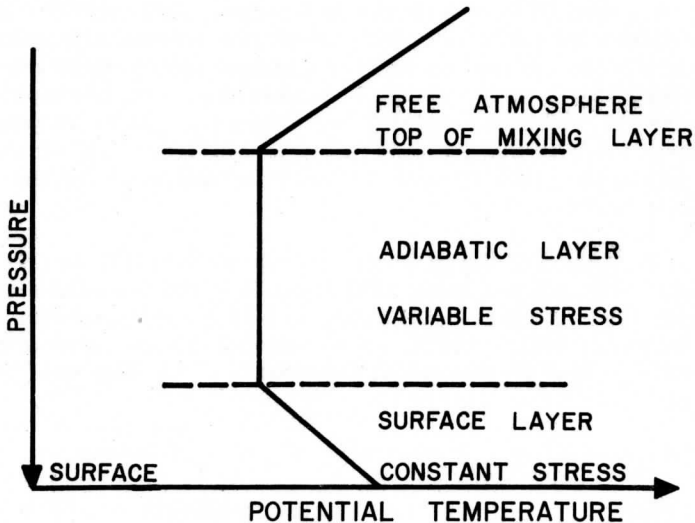 FREE ATMOSPHERE
TOP OF MIXING LAYER
PRESSURE
ADIABATIC LAYER
VARIABLE STRESS
SURFACE LAYER
SURFACE
CONSTANT STRESS
POTENTIAL TEMPERATURE